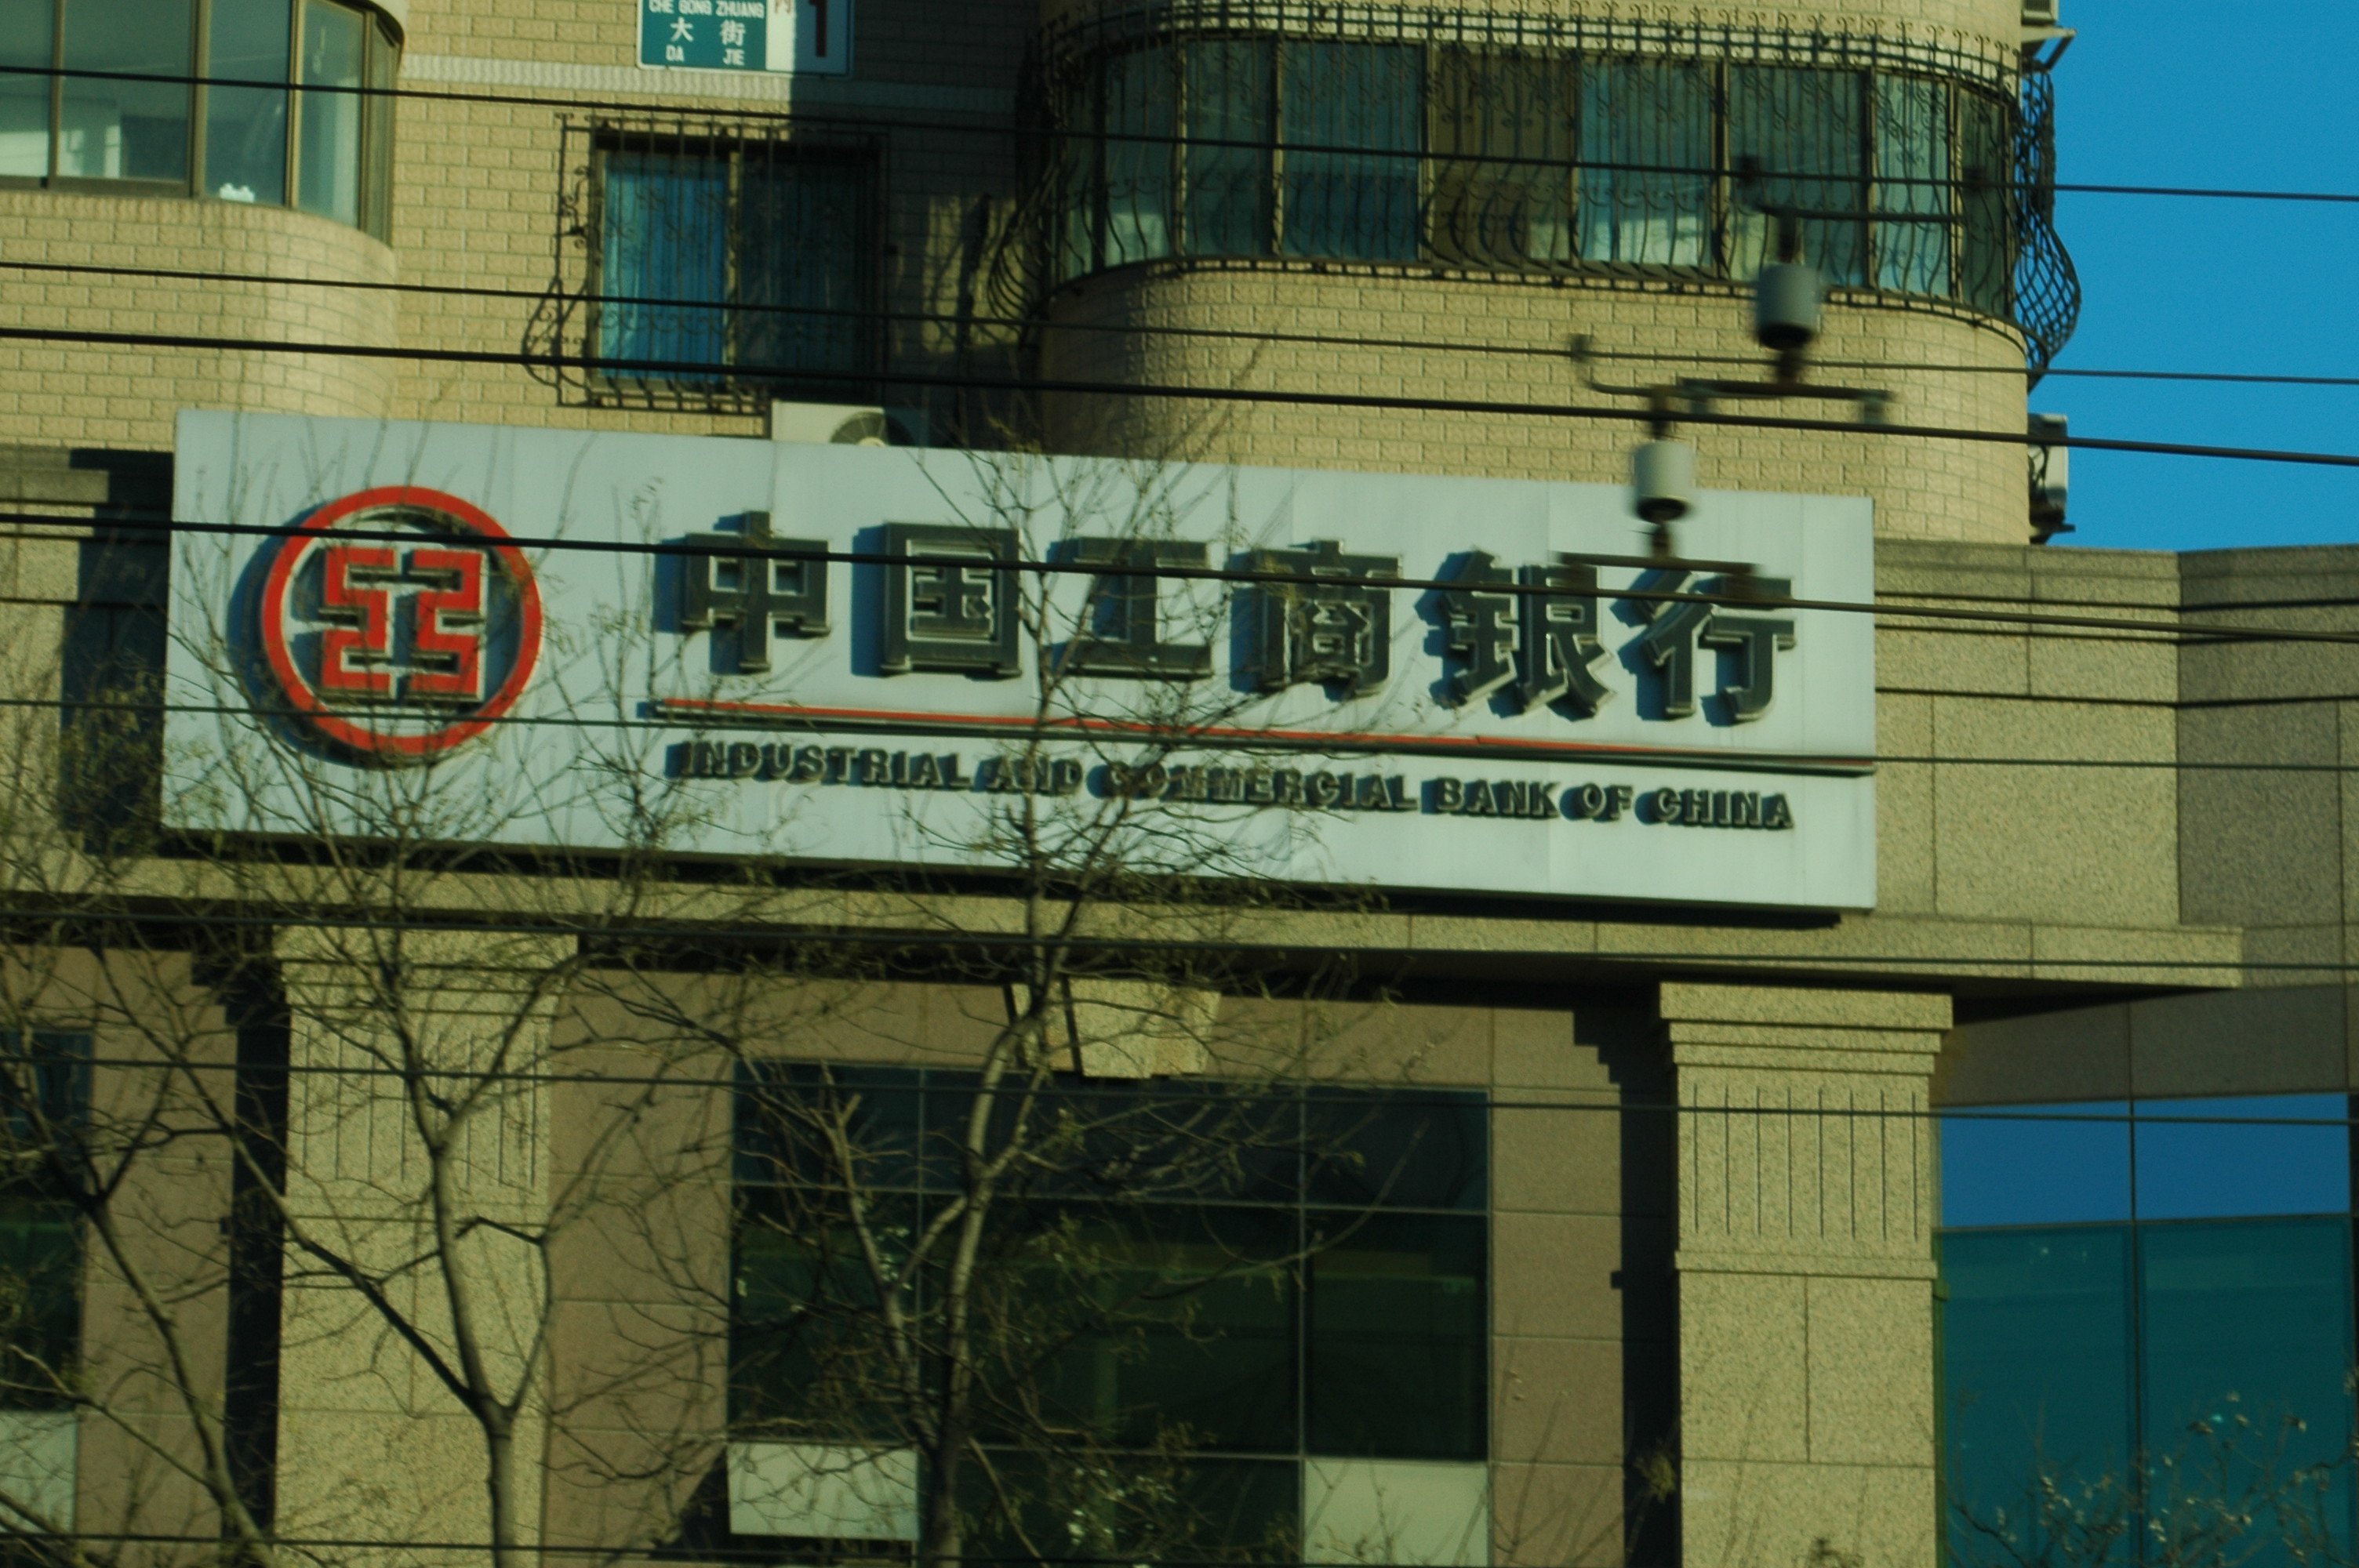 CHE GONG ZHUANG
大 街
DA JIE
1
中国工商银行
INDUSTRIAL AND COMMERCIAL BANK OF CHINA